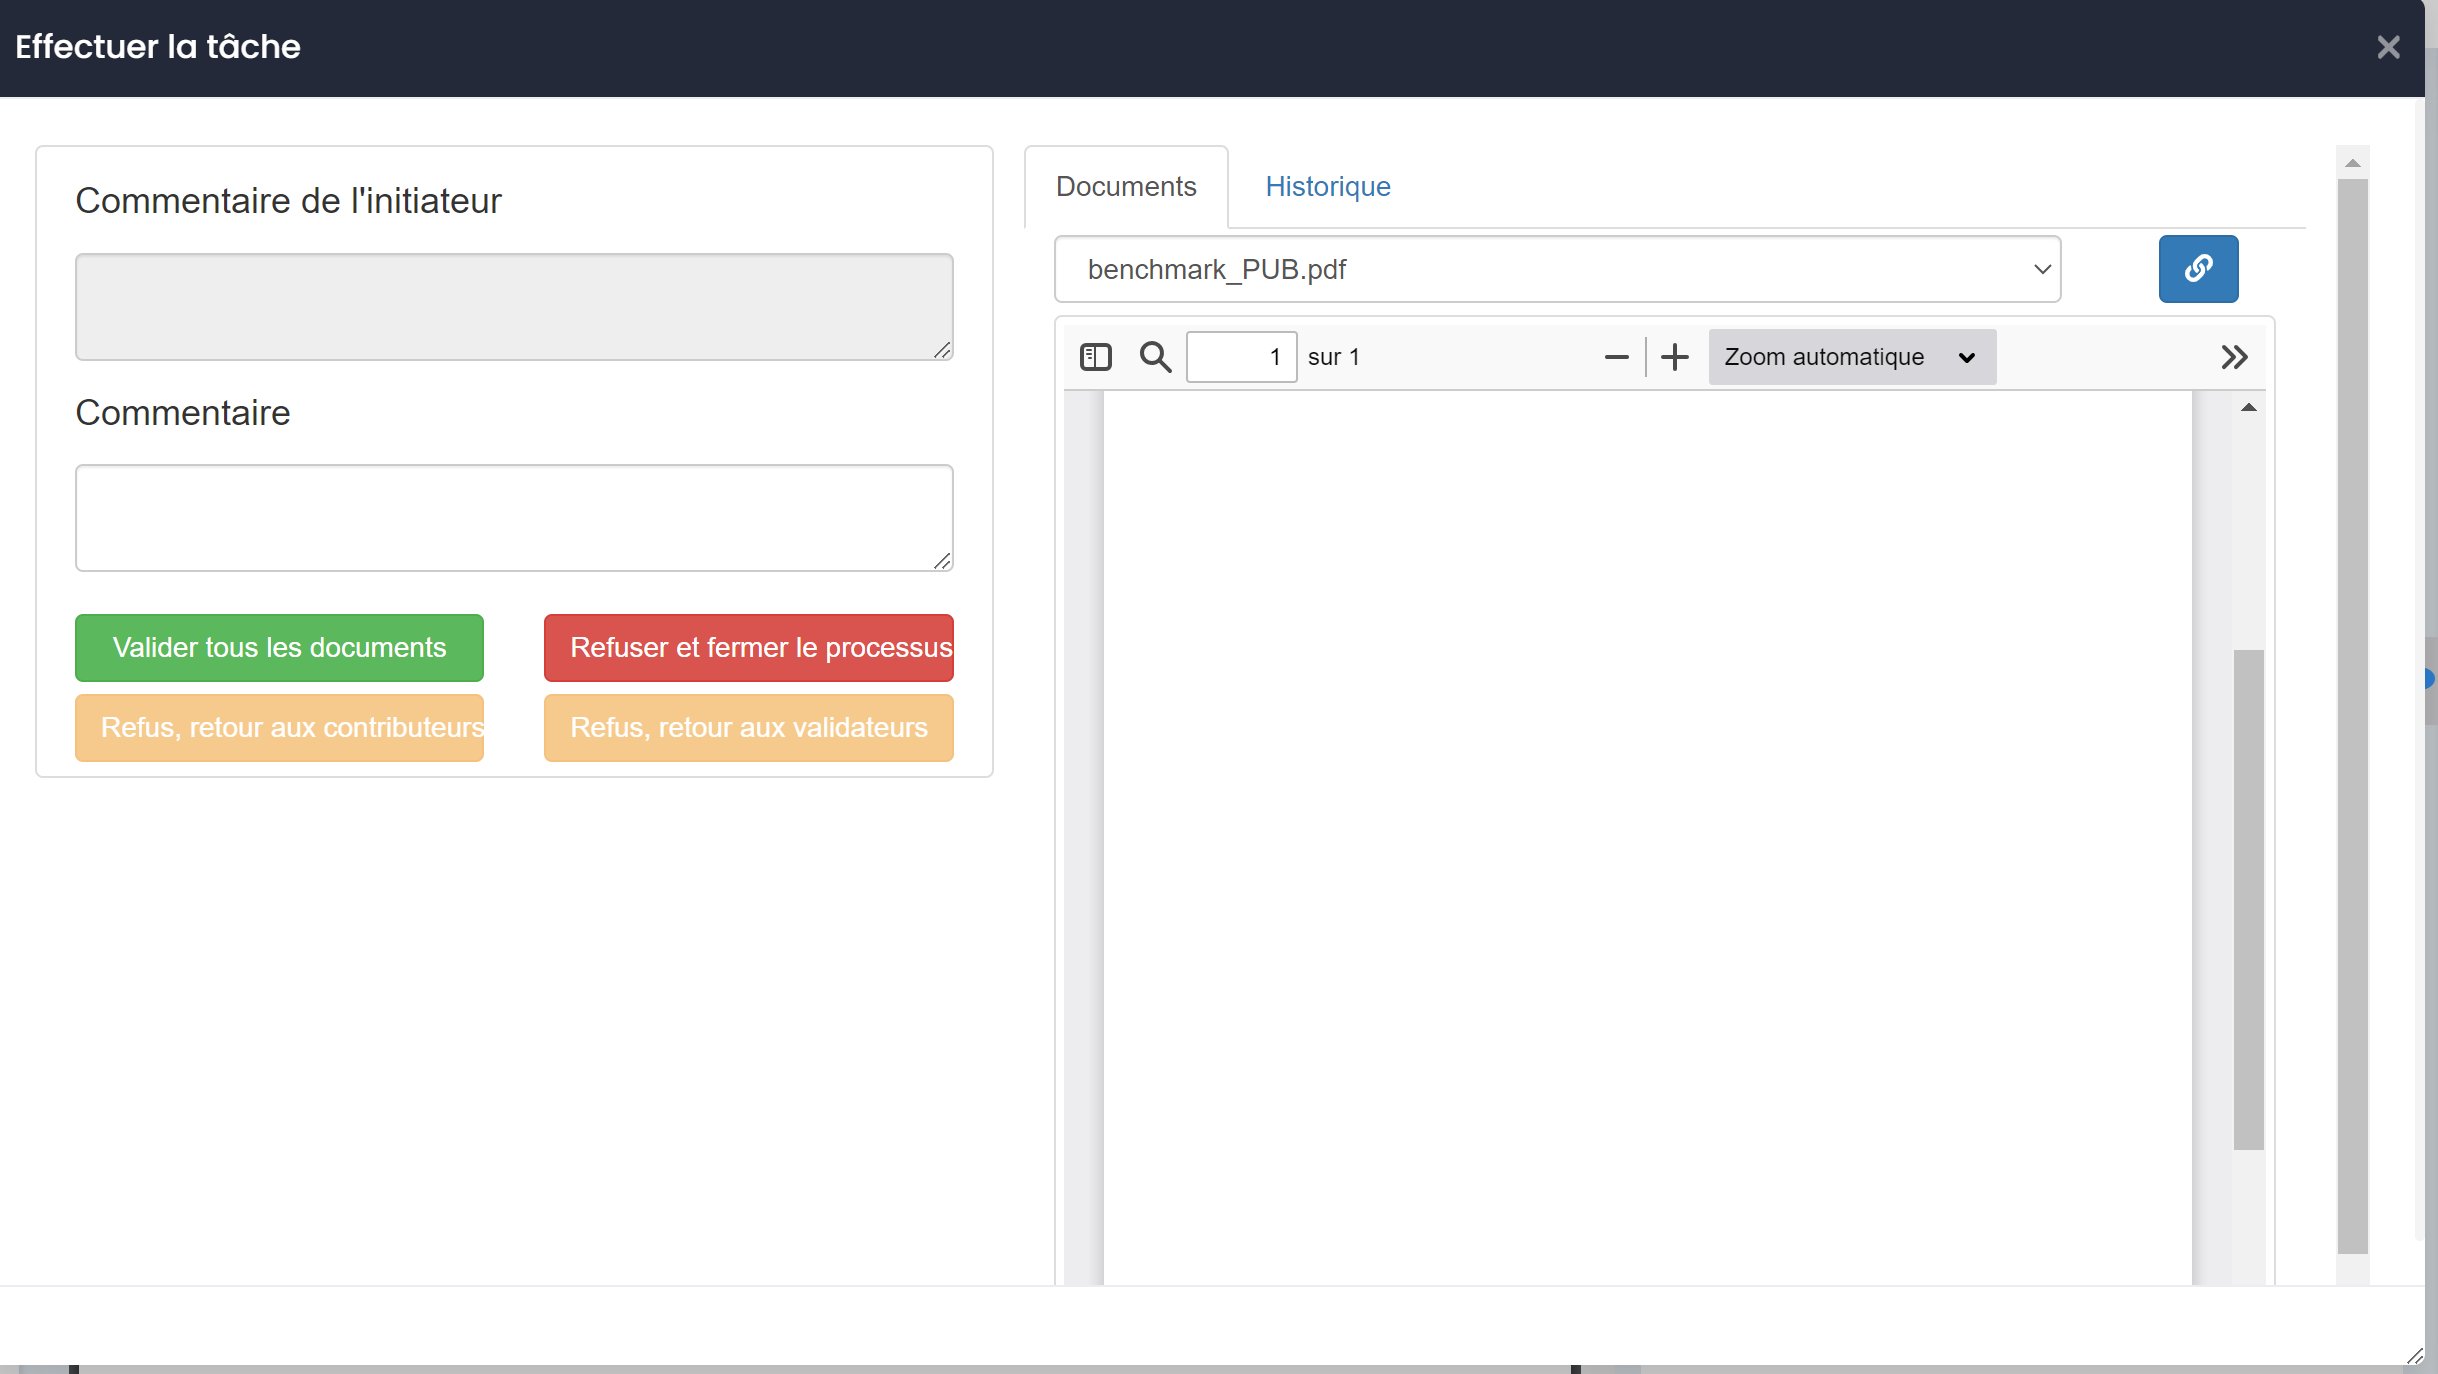 Effectuer la tâche
Commentaire de l'initiateur
Commentaire
Valider tous les documents
Refuser et fermer le processus
Refus, retour aux contributeurs
Refus, retour aux validateurs
Documents
Historique
benchmark_PUB.pdf
1 sur 1
Zoom automatique